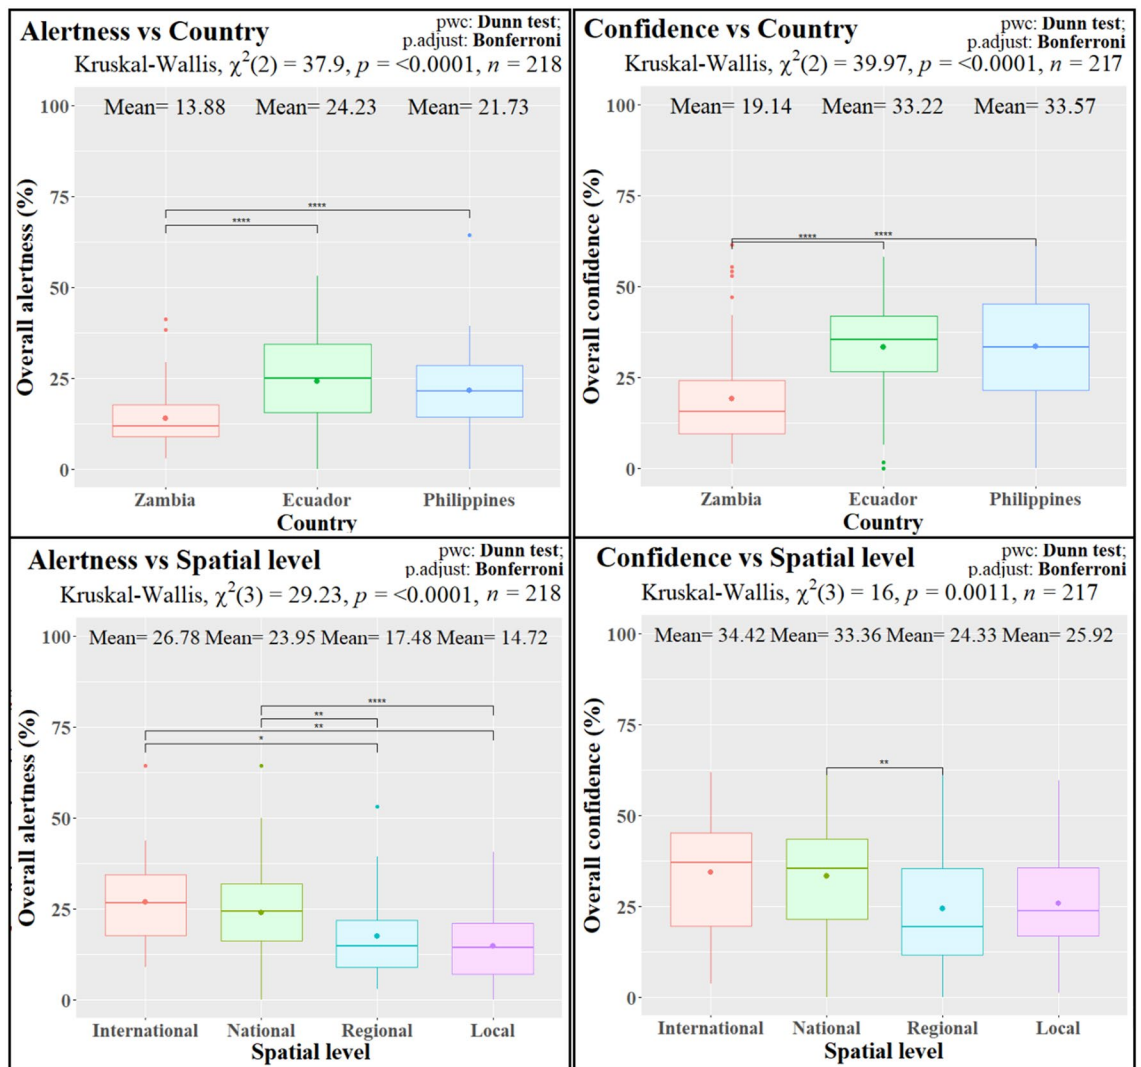 Alertness vs Country
pwc: Dunn test;
p.adjust: Bonferroni
Kruskal-Wallis, χ²(2) = 37.9, p = <0.0001, n = 218
Mean= 13.88 Mean= 24.23 Mean= 21.73
100
75
50
25
0
Overall alertness (%)
****
****
Zambia Ecuador Philippines
Country
Confidence vs Country
pwc: Dunn test;
p.adjust: Bonferroni
Kruskal-Wallis, χ²(2) = 39.97, p = <0.0001, n = 217
Mean= 19.14 Mean= 33.22 Mean= 33.57
100
75
50
25
0
Overall confidence (%)
****
****
Zambia Ecuador Philippines
Country
Alertness vs Spatial level
pwc: Dunn test;
p.adjust: Bonferroni
Kruskal-Wallis, χ²(3) = 29.23, p = <0.0001, n = 218
Mean= 26.78 Mean= 23.95 Mean= 17.48 Mean= 14.72
100
75
50
25
0
Overall alertness (%)
****
**
**
*
International National Regional Local
Spatial level
Confidence vs Spatial level
pwc: Dunn test;
p.adjust: Bonferroni
Kruskal-Wallis, χ²(3) = 16, p = 0.0011, n = 217
Mean= 34.42 Mean= 33.36 Mean= 24.33 Mean= 25.92
100
75
50
25
0
Overall confidence (%)
**
International National Regional Local
Spatial level